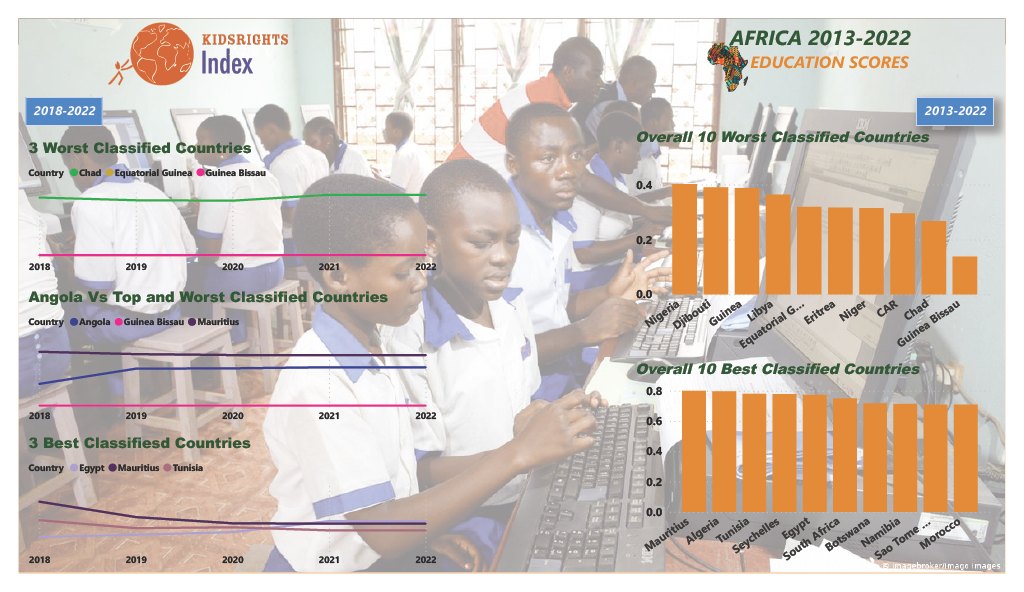 KIDSRIGHTS
Index
AFRICA 2013-2022
EDUCATION SCORES
2018-2022
2013-2022
3 Worst Classified Countries
Country Chad Equatorial Guinea Guinea Bissau
2018 2019 2020 2021 2022
Angola Vs Top and Worst Classified Countries
Country Angola Guinea Bissau Mauritius
2018 2019 2020 2021 2022
3 Best Classifiesd Countries
Country Egypt Mauritius Tunisia
2018 2019 2020 2021 2022
Overall 10 Worst Classified Countries
0.4
0.2
0.0
Nigeria
Djibouti
Guinea
Libya
Equatorial G...
Eritrea
Niger
CAR
Chad
Guinea Bissau
Overall 10 Best Classified Countries
0.8
0.6
0.4
0.2
0.0
Mauritius
Algeria
Tunisia
Seychelles
Egypt
South Africa
Botswana
Namibia
Sao Tome ...
Morocco
© imagebroker/imago images